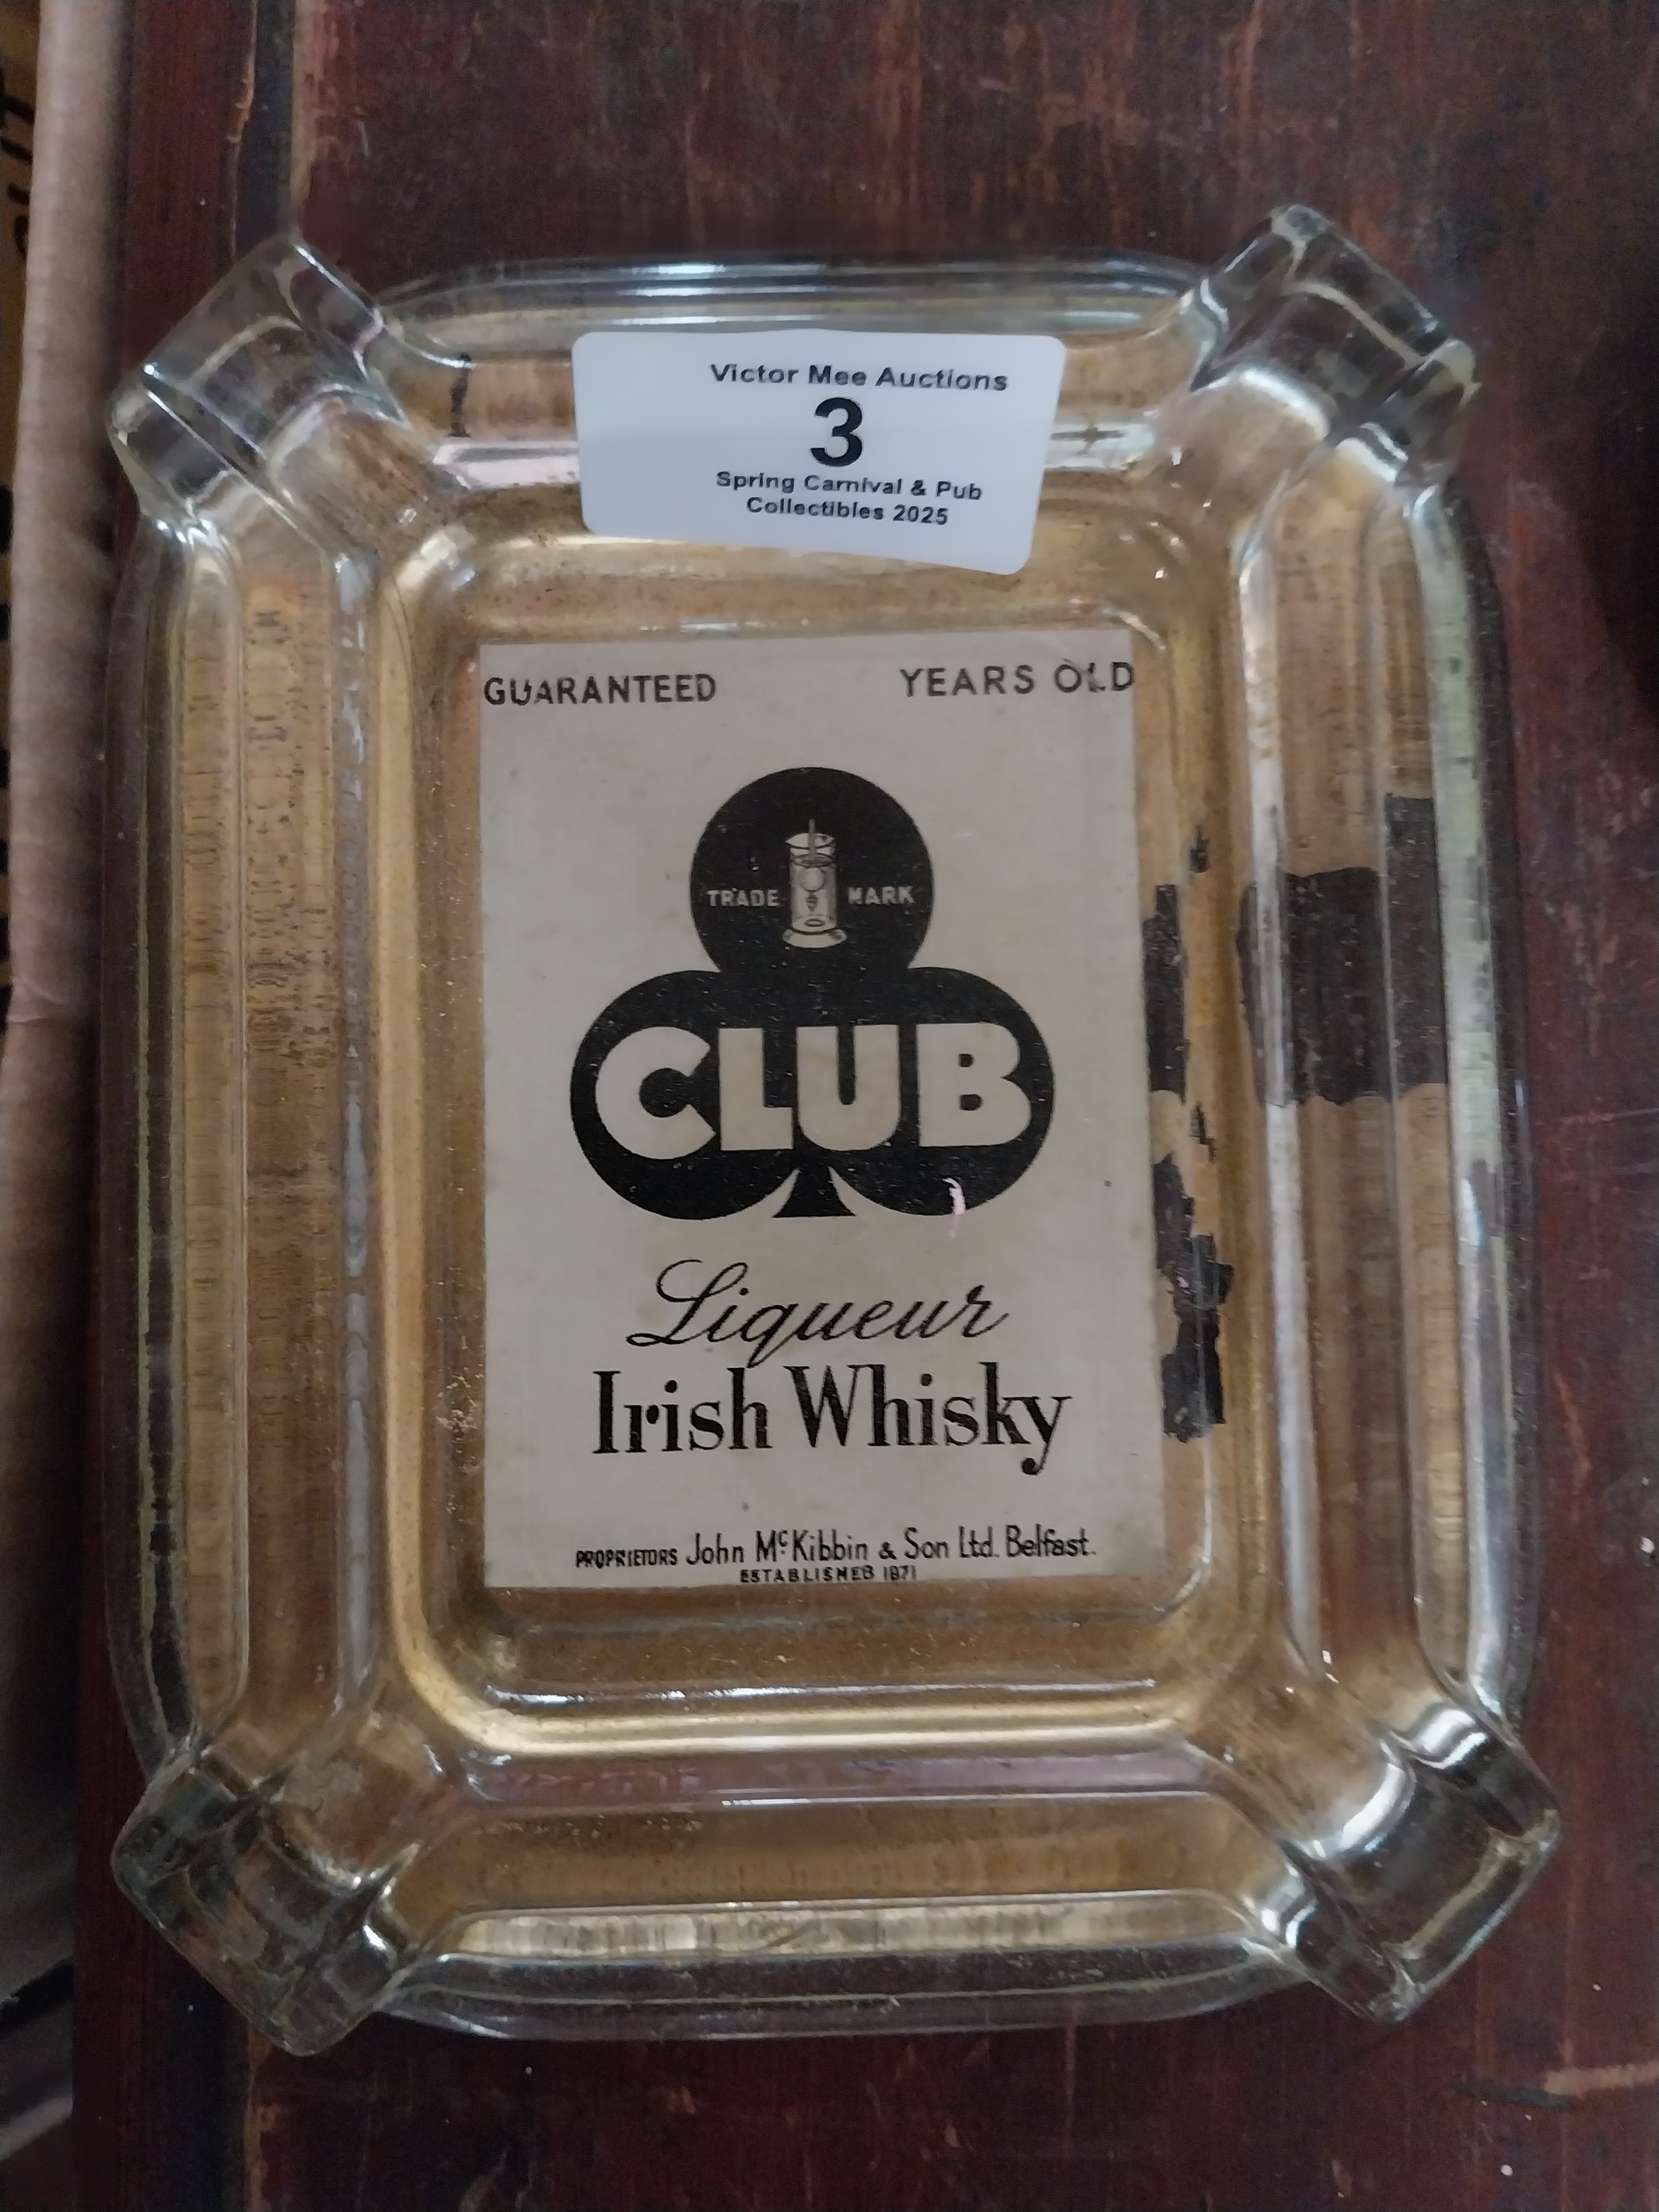 Victor Mee Auctions
3
Spring Carnival & Pub
Collectibles 2025
GUARANTEED YEARS OLD
TRADE MARK
CLUB
Liqueur
Irish Whisky
PROPRIETORS John McKibbin & Son Ltd. Belfast.
ESTABLISHED 1871